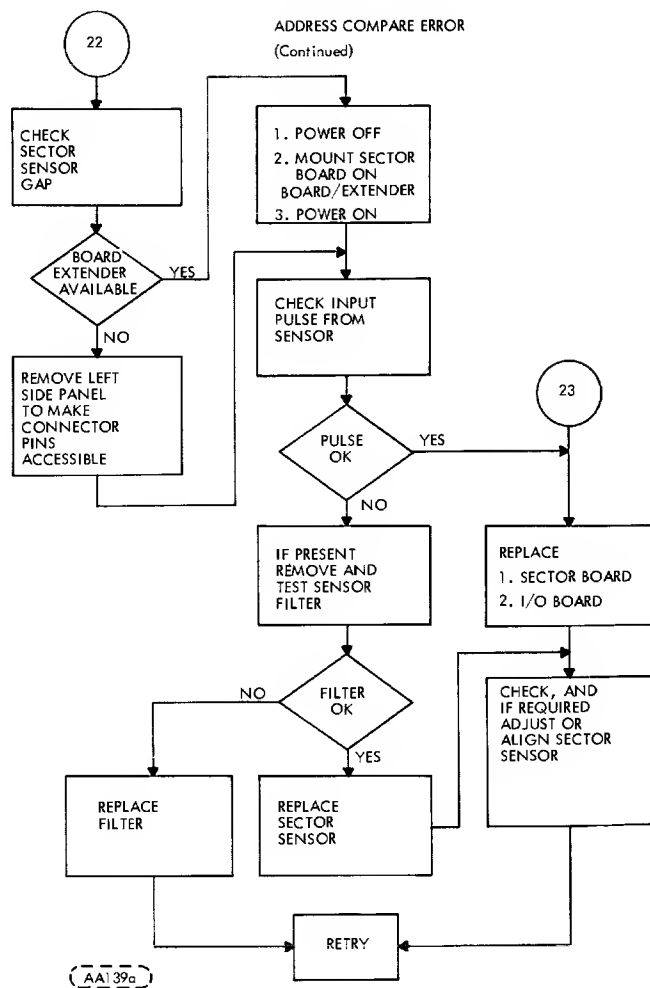 22
ADDRESS COMPARE ERROR
(Continued)
CHECK
SECTOR
SENSOR
GAP
1. POWER OFF
2. MOUNT SECTOR
BOARD ON
BOARD/EXTENDER
3. POWER ON
BOARD
EXTENDER
AVAILABLE
YES
NO
CHECK INPUT
PULSE FROM
SENSOR
REMOVE LEFT
SIDE PANEL
TO MAKE
CONNECTOR
PINS
ACCESSIBLE
23
PULSE
OK
YES
NO
IF PRESENT
REMOVE AND
TEST SENSOR
FILTER
REPLACE
1. SECTOR BOARD
2. I/O BOARD
FILTER
OK
NO
YES
CHECK, AND
IF REQUIRED
ADJUST OR
ALIGN SECTOR
SENSOR
REPLACE
FILTER
REPLACE
SECTOR
SENSOR
RETRY
AA139a